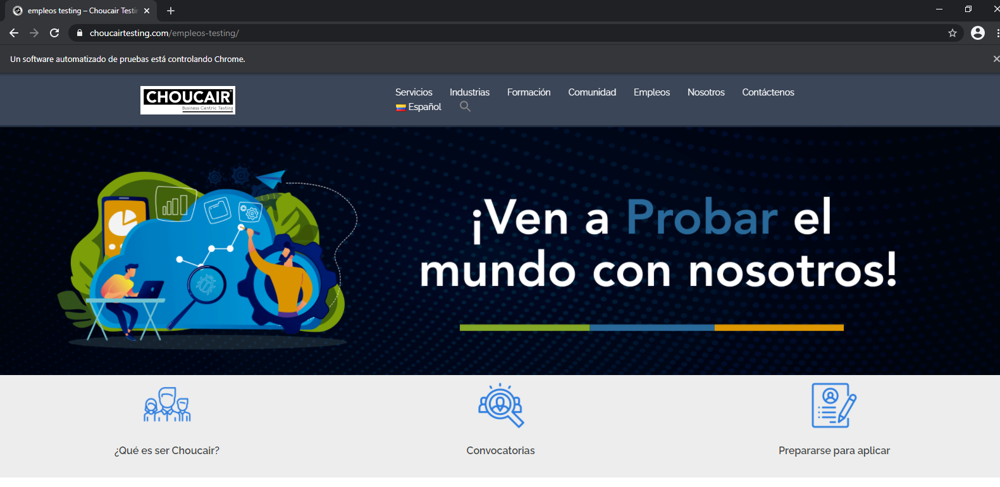 empleos testing – Choucair Testir
choucairtesting.com/empleos-testing/
Un software automatizado de pruebas está controlando Chrome.
CHOUCAIR
Business Centric Testing
Servicios Industrias Formación Comunidad Empleos Nosotros Contáctenos
Español
¡Ven a Probar el
mundo con nosotros!
¿Qué es ser Choucair? Convocatorias Prepararse para aplicar